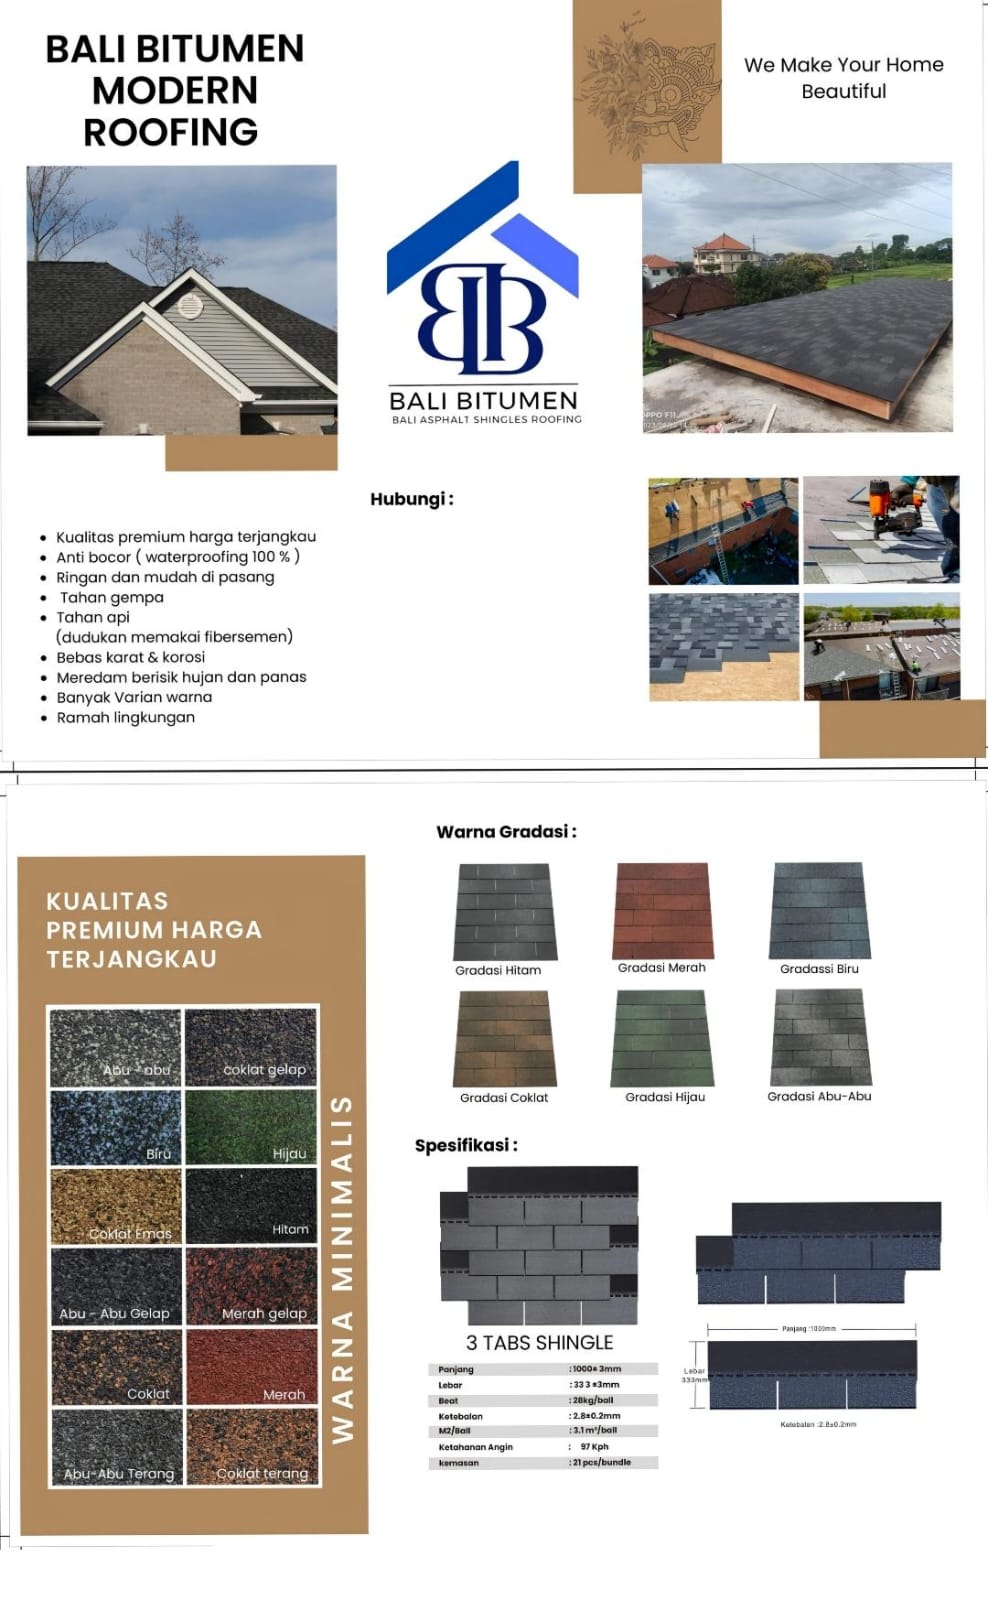 BALI BITUMEN
MODERN
ROOFING
We Make Your Home
Beautiful
BB
BALI BITUMEN
BALI ASPHALT SHINGLES ROOFING
Hubungi :
• Kualitas premium harga terjangkau
• Anti bocor ( waterproofing 100 % )
• Ringan dan mudah di pasang
• Tahan gempa
• Tahan api
(dudukan memakai fibersemen)
• Bebas karat & korosi
• Meredam berisik hujan dan panas
• Banyak Varian warna
• Ramah lingkungan
KUALITAS
PREMIUM HARGA
TERJANGKAU
Abu - abu
coklat gelap
Biru
Hijau
Coklat Emas
Hitam
Abu - Abu Gelap
Merah gelap
Coklat
Merah
Abu-Abu Terang
Coklat terang
WARNA MINIMALIS
Warna Gradasi :
Gradasi Hitam
Gradasi Merah
Gradassi Biru
Gradasi Coklat
Gradasi Hijau
Gradasi Abu-Abu
Spesifikasi :
3 TABS SHINGLE
Panjang : 1000± 3mm
Lebar : 33 3 ±3mm
Beat : 28kg/ball
Ketebalan : 2.8±0.2mm
M2/Ball : 3.1 m²/ball
Ketahanan Angin : 97 Kph
kemasan : 21 pcs/bundle
Panjang :1000mm
Lebar
333mm
Ketebalan :2.8±0.2mm